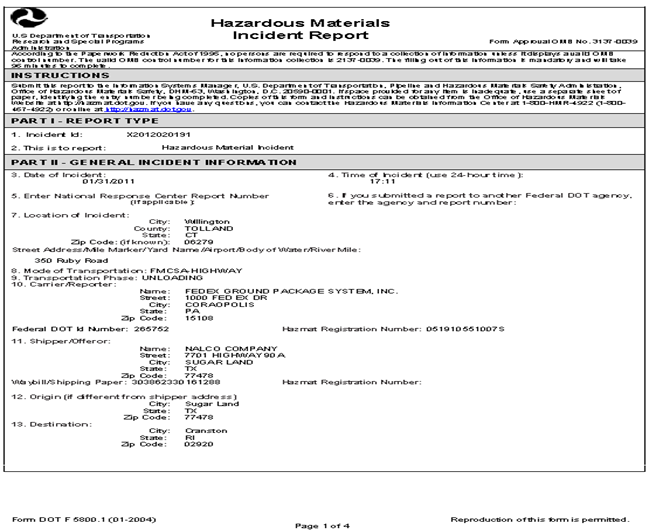 Hazardous Materials
Incident Report
U.S Department of Transportation
Research and Special Programs
Administration
Form Approval OMB No. 3137-0039
According to the Paperwork Reduction Act of 1995, no persons are required to respond to a collection of information unless it displays a valid OMB
control number. The valid OMB control number for this information collection is 2137-0039. The filling out of this information is mandatory and will take
96 minutes to complete.
INSTRUCTIONS
Submit this report to the Information Systems Manager, U.S. Department of Transportation, Pipeline and Hazardous Materials Safety Administration,
Office of Hazardous Materials Safety, DHM-63, Washington, D.C. 20590-0001. If space provided for any item is inadequate, use a separate sheet of
identifying the entry number being completed. Copies of this form and instructions can be obtained from the Office of Hazardous Materials
Website at http://hazmat.dot.gov. If you have any questions, you can contact the Hazardous Materials Information Center at 1-800-HMR-4922 (1-800-
467-4922) or online at http://hazmat.dot.gov.
PART I - REPORT TYPE
1. Incident Id: X2012020191
2. This is to report: Hazardous Material Incident
PART II - GENERAL INCIDENT INFORMATION
3. Date of Incident: 4. Time of Incident (use 24-hour time):
01/31/2011 17:11
5. Enter National Response Center Report Number 6. If you submitted a report to another Federal DOT agency,
(if applicable): enter the agency and report number:
7. Location of Incident:
City: Willington
County: TOLLAND
State: CT
Zip Code: (if known): 06279
Street Address/Mile Marker/Yard Name/Airport/Body of Water/River Mile:
350 Ruby Road
8. Mode of Transportation: FMCSA-HIGHWAY
9. Transportation Phase: UNLOADING
10. Carrier/Reporter:
Name: FEDEX GROUND PACKAGE SYSTEM, INC.
Street: 1000 FED EX DR
City: CORAOPOLIS
State: PA
Zip Code: 15108
Federal DOT Id Number: 265752 Hazmat Registration Number: 051910551007S
11. Shipper/Offeror:
Name: NALCO COMPANY
Street: 7701 HIGHWAY 90 A
City: SUGAR LAND
State: TX
Zip Code: 77478
Waybill/Shipping Paper: 303862330161288 Hazmat Registration Number:
12. Origin (if different from shipper address)
City: Sugar Land
State: TX
Zip Code: 77478
13. Destination:
City: Cranston
State: RI
Zip Code: 02920
Form DOT F 5800.1 (01-2004) Page 1 of 4 Reproduction of this form is permitted.